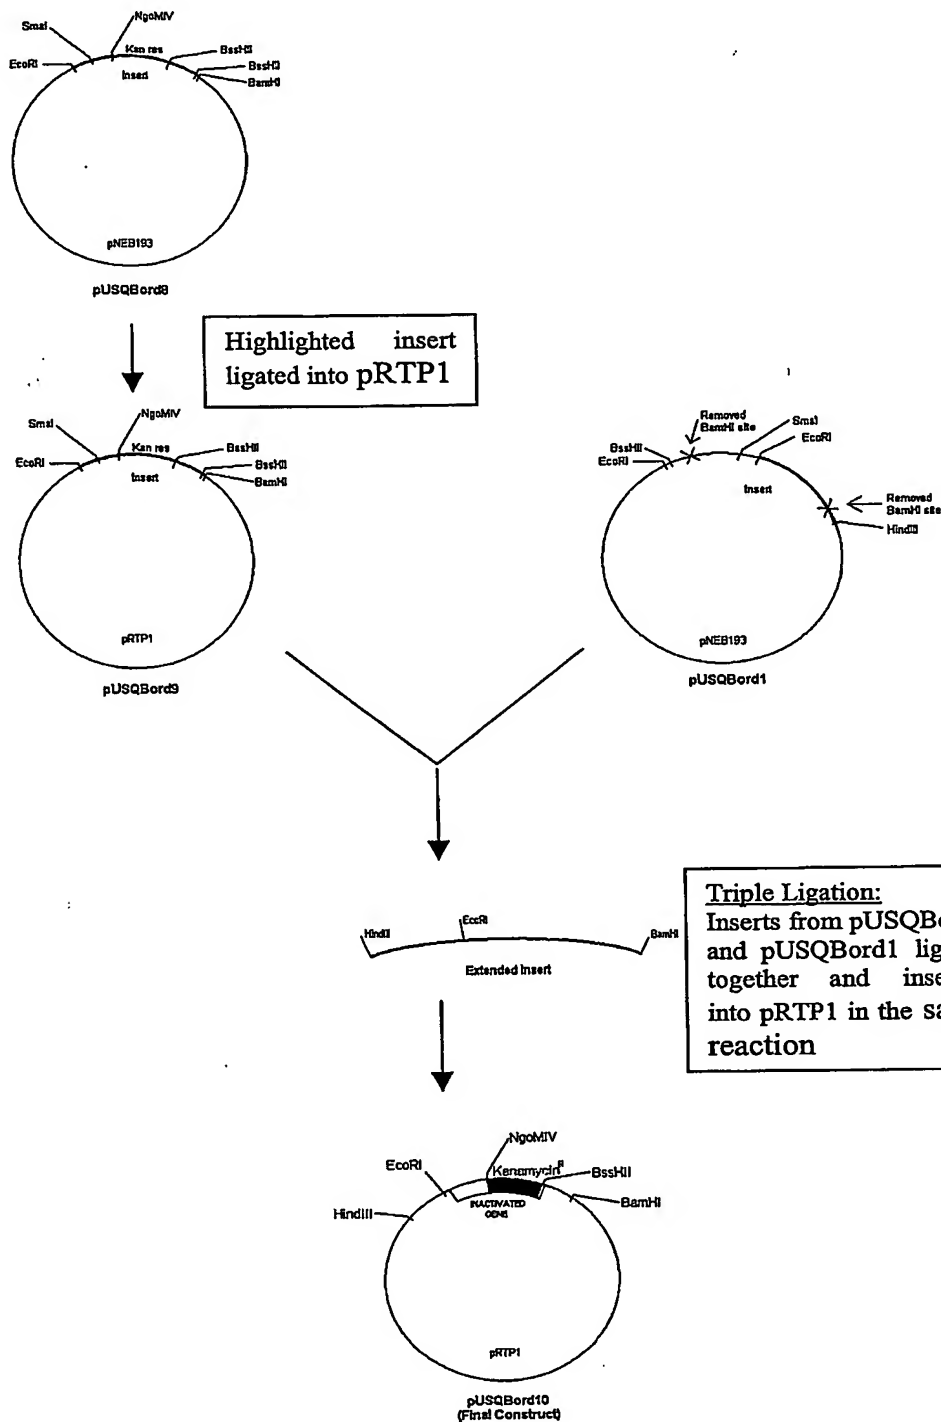 NgoMIV
SmaI
Kan res
BssHII
EcoRI
BssHII
Insert
BamHI
pNEB193
pUSQBord8
Highlighted insert
ligated into pRTP1
NgoMIV
SmaI
Kan res
BssHII
EcoRI
BssHII
Insert
BamHI
pRTP1
pUSQBord9
Removed
BamHI site
SmaI
BssHII
EcoRI
EcoRI
Insert
Removed
BamHI site
HindIII
pNEB193
pUSQBord1
HindIII
EcoRI
BamHI
Extended Insert
Triple Ligation:
Inserts from pUSQBo
and pUSQBord1 lig
together and inse
into pRTP1 in the sa
reaction
NgoMIV
EcoRI
Kanamycin R
BssHII
INACTIVATED
GENE
HindIII
BamHI
pRTP1
pUSQBord10
(Final Construct)